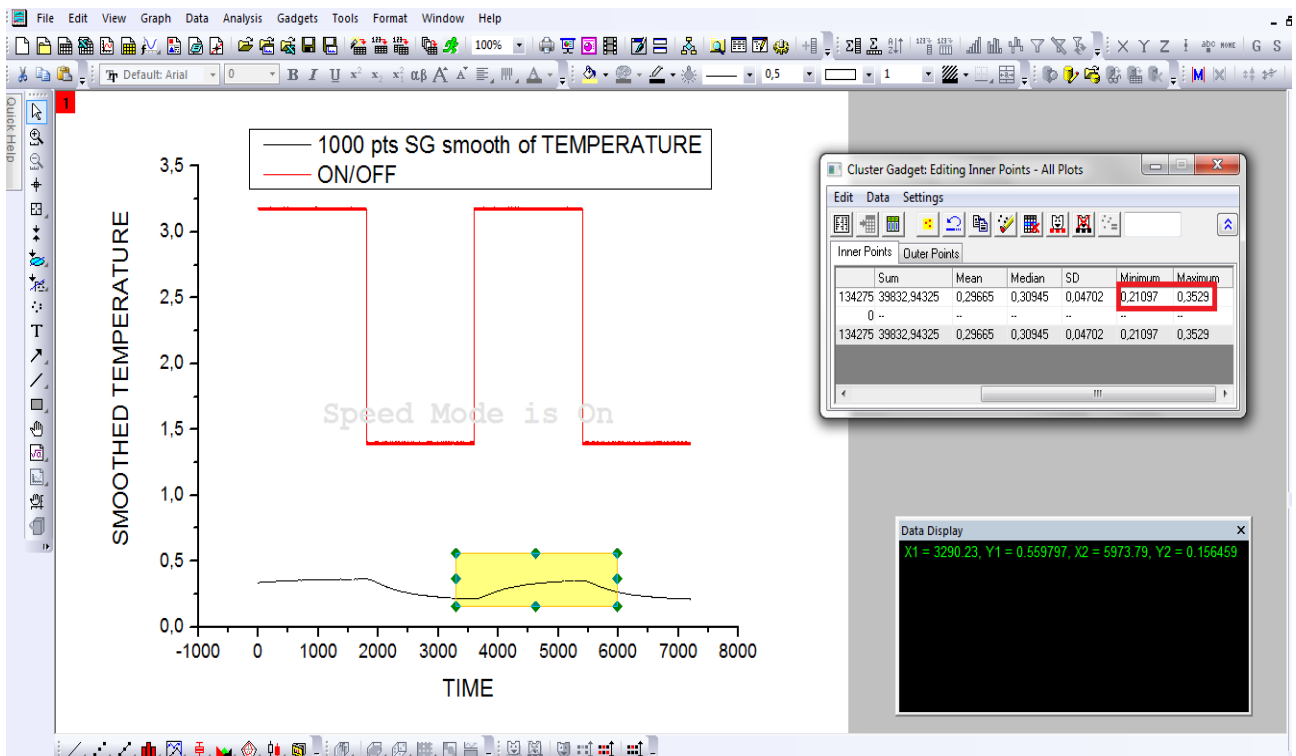 File Edit View Graph Data Analysis Gadgets Tools Format Window Help
100%
X Y Z
G S
Default: Arial 0 B I U x² x₂ αβ A A 0,5 1
Quick Help
1
1000 pts SG smooth of TEMPERATURE
ON/OFF
SMOOTHED TEMPERATURE
3,5
3,0
2,5
2,0
1,5
1,0
0,5
0,0
-1000 0 1000 2000 3000 4000 5000 6000 7000 8000
TIME
Speed Mode is On
T
Cluster Gadget: Editing Inner Points - All Plots
Edit Data Settings
Inner Points Outer Points
Sum Mean Median SD Minimum Maximum
134275 39832,94325 0,29665 0,30945 0,04702 0,21097 0,3529
0 -- -- -- -- -- --
134275 39832,94325 0,29665 0,30945 0,04702 0,21097 0,3529
Data Display X
X1 = 3290.23, Y1 = 0.559797, X2 = 5973.79, Y2 = 0.156459